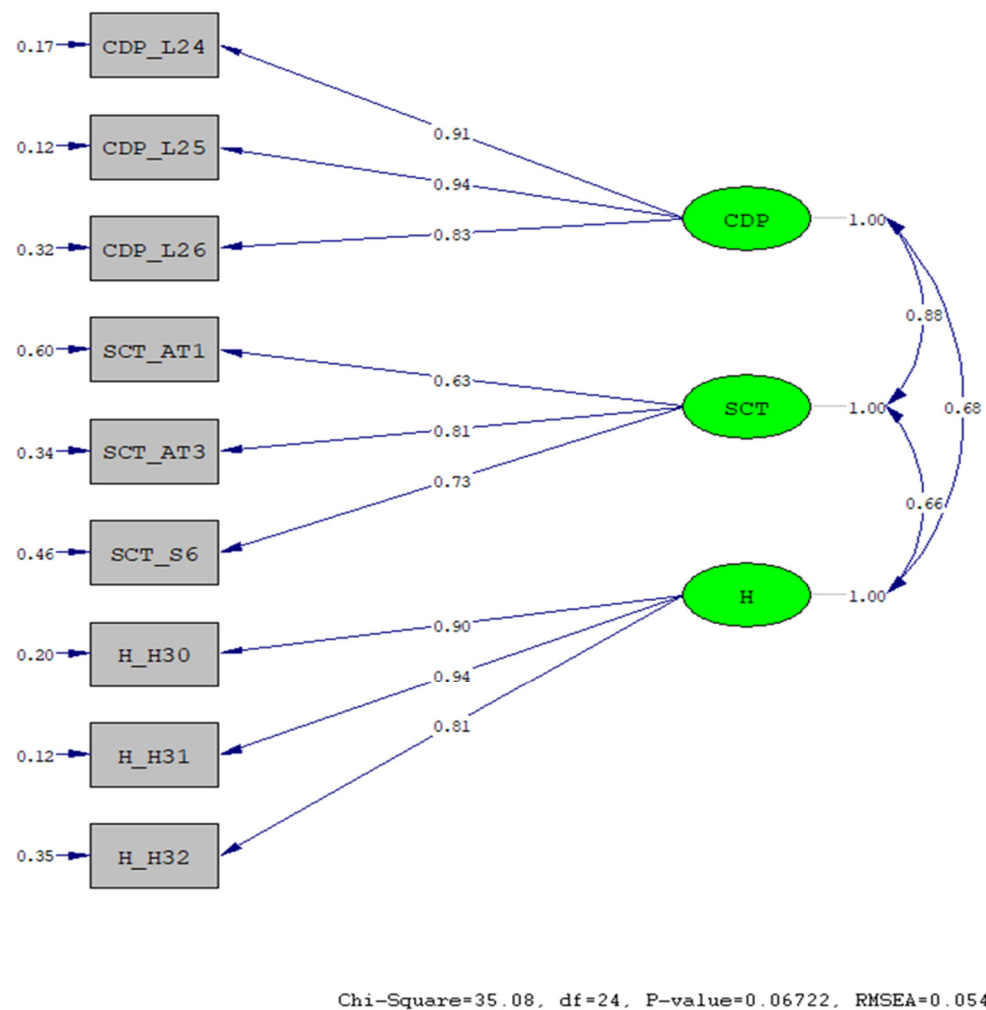 0.17 CDP_L24
0.91
0.12 CDP_L25
0.94
CDP 1.00
0.32 CDP_L26
0.83
0.88
0.60 SCT_AT1
0.63
SCT 1.00 0.68
0.34 SCT_AT3
0.81
0.73
0.66
0.46 SCT_S6
H 1.00
0.90
0.20 H_H30
0.94
0.81
0.12 H_H31
0.35 H_H32
Chi-Square=35.08, df=24, P-value=0.06722, RMSEA=0.054